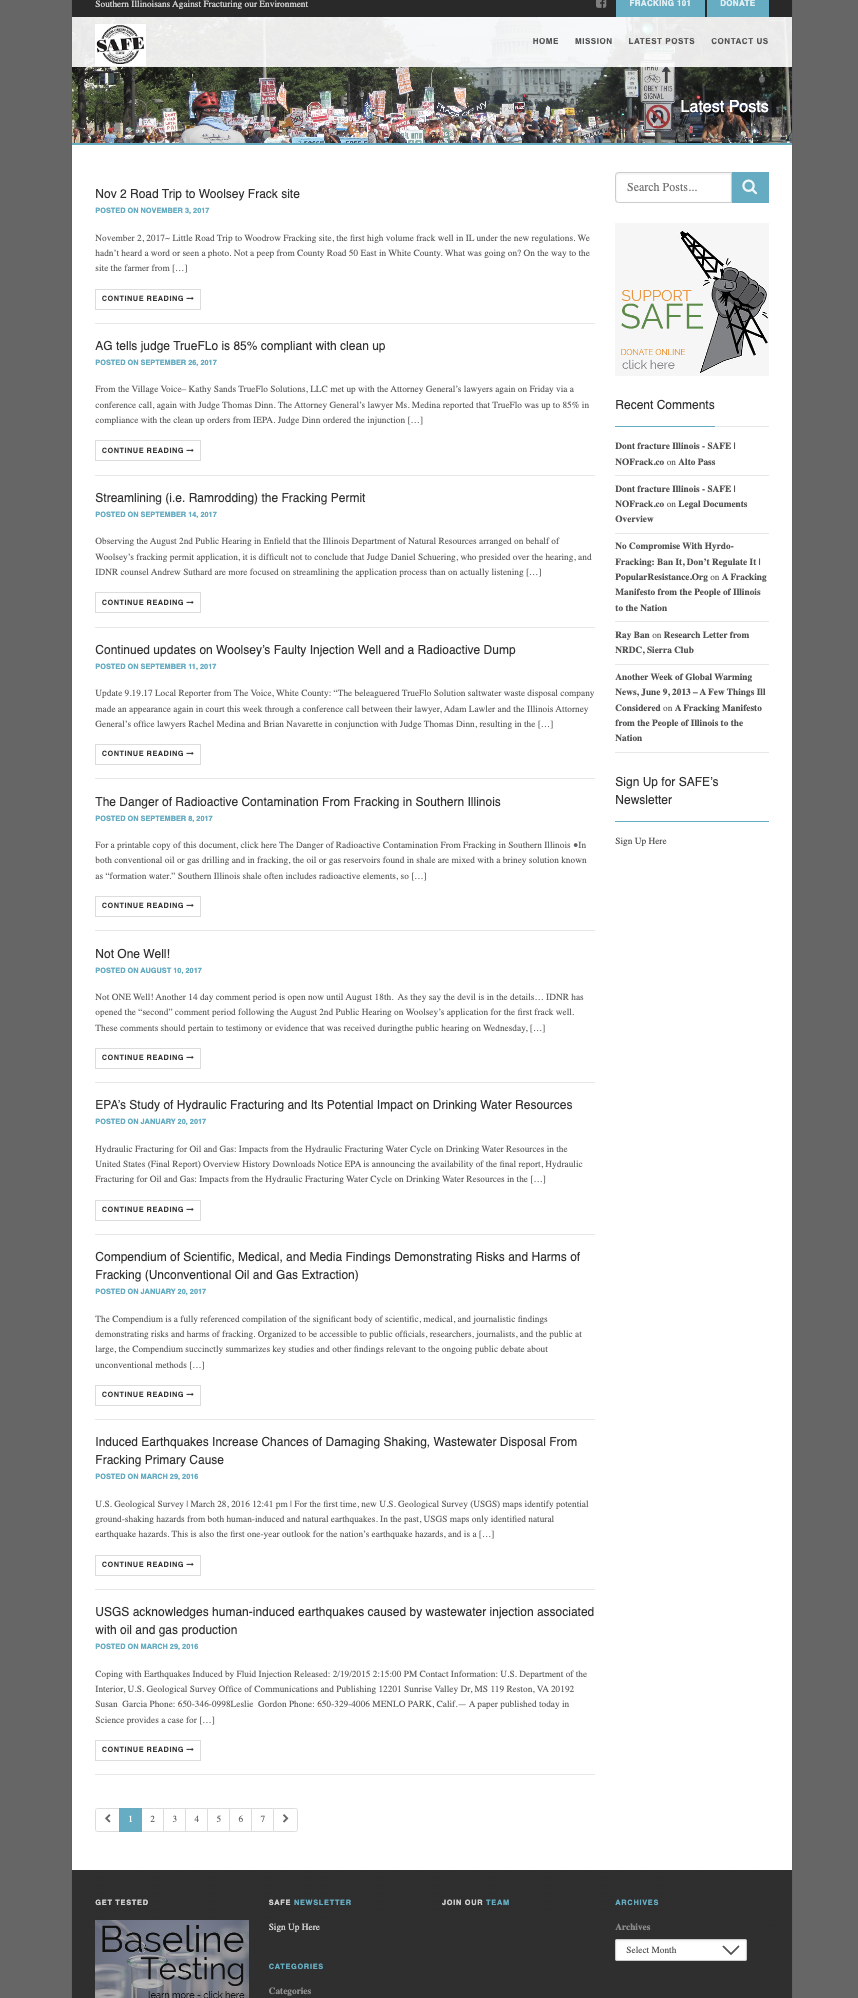 Southern Illinoisans Against Fracturing our Environment
FRACKING 101
DONATE
SAFE
HOME
MISSION
LATEST POSTS
CONTACT US
Latest Posts
Nov 2 Road Trip to Woolsey Frack site
POSTED ON NOVEMBER 3, 2017
November 2, 2017– Little Road Trip to Woodrow Fracking site, the first high volume frack well in IL under the new regulations. We
hadn't heard a word or seen a photo. Not a peep from County Road 50 East in White County. What was going on? On the way to the
site the farmer from […]
CONTINUE READING →
AG tells judge TrueFLo is 85% compliant with clean up
POSTED ON SEPTEMBER 26, 2017
From the Village Voice– Kathy Sands TrueFlo Solutions, LLC met up with the Attorney General's lawyers again on Friday via a
conference call, again with Judge Thomas Dinn. The Attorney General's lawyer Ms. Medina reported that TrueFlo was up to 85% in
compliance with the clean up orders from IEPA. Judge Dinn ordered the injunction […]
CONTINUE READING →
Streamlining (i.e. Ramrodding) the Fracking Permit
POSTED ON SEPTEMBER 14, 2017
Observing the August 2nd Public Hearing in Enfield that the Illinois Department of Natural Resources arranged on behalf of
Woolsey's fracking permit application, it is difficult not to conclude that Judge Daniel Schuering, who presided over the hearing, and
IDNR counsel Andrew Suthard are more focused on streamlining the application process than on actually listening […]
CONTINUE READING →
Continued updates on Woolsey's Faulty Injection Well and a Radioactive Dump
POSTED ON SEPTEMBER 11, 2017
Update 9.19.17 Local Reporter from The Voice, White County: “The beleaguered TrueFlo Solution saltwater waste disposal company
made an appearance again in court this week through a conference call between their lawyer, Adam Lawler and the Illinois Attorney
General's office lawyers Rachel Medina and Brian Navarette in conjunction with Judge Thomas Dinn, resulting in the […]
CONTINUE READING →
The Danger of Radioactive Contamination From Fracking in Southern Illinois
POSTED ON SEPTEMBER 8, 2017
For a printable copy of this document, click here The Danger of Radioactive Contamination From Fracking in Southern Illinois ●In
both conventional oil or gas drilling and in fracking, the oil or gas reservoirs found in shale are mixed with a briney solution known
as “formation water.” Southern Illinois shale often includes radioactive elements, so […]
CONTINUE READING →
Not One Well!
POSTED ON AUGUST 10, 2017
Not ONE Well! Another 14 day comment period is open now until August 18th.  As they say the devil is in the details… IDNR has
opened the “second” comment period following the August 2nd Public Hearing on Woolsey's application for the first frack well.
These comments should pertain to testimony or evidence that was received duringthe public hearing on Wednesday, […]
CONTINUE READING →
EPA's Study of Hydraulic Fracturing and Its Potential Impact on Drinking Water Resources
POSTED ON JANUARY 20, 2017
Hydraulic Fracturing for Oil and Gas: Impacts from the Hydraulic Fracturing Water Cycle on Drinking Water Resources in the
United States (Final Report) Overview History Downloads Notice EPA is announcing the availability of the final report, Hydraulic
Fracturing for Oil and Gas: Impacts from the Hydraulic Fracturing Water Cycle on Drinking Water Resources in the […]
CONTINUE READING →
Compendium of Scientific, Medical, and Media Findings Demonstrating Risks and Harms of
Fracking (Unconventional Oil and Gas Extraction)
POSTED ON JANUARY 20, 2017
The Compendium is a fully referenced compilation of the significant body of scientific, medical, and journalistic findings
demonstrating risks and harms of fracking. Organized to be accessible to public officials, researchers, journalists, and the public at
large, the Compendium succinctly summarizes key studies and other findings relevant to the ongoing public debate about
unconventional methods […]
CONTINUE READING →
Induced Earthquakes Increase Chances of Damaging Shaking, Wastewater Disposal From
Fracking Primary Cause
POSTED ON MARCH 29, 2016
U.S. Geological Survey | March 28, 2016 12:41 pm | For the first time, new U.S. Geological Survey (USGS) maps identify potential
ground-shaking hazards from both human-induced and natural earthquakes. In the past, USGS maps only identified natural
earthquake hazards. This is also the first one-year outlook for the nation's earthquake hazards, and is a […]
CONTINUE READING →
USGS acknowledges human-induced earthquakes caused by wastewater injection associated
with oil and gas production
POSTED ON MARCH 29, 2016
Coping with Earthquakes Induced by Fluid Injection Released: 2/19/2015 2:15:00 PM Contact Information: U.S. Department of the
Interior, U.S. Geological Survey Office of Communications and Publishing 12201 Sunrise Valley Dr, MS 119 Reston, VA 20192
Susan  Garcia Phone: 650-346-0998Leslie  Gordon Phone: 650-329-4006 MENLO PARK, Calif.— A paper published today in
Science provides a case for […]
CONTINUE READING →
1 2 3 4 5 6 7
Search Posts...
SUPPORT
SAFE
DONATE ONLINE
click here
Recent Comments
Dont fracture Illinois - SAFE |
NOFrack.co on Alto Pass
Dont fracture Illinois - SAFE |
NOFrack.co on Legal Documents
Overview
No Compromise With Hyrdo-
Fracking: Ban It, Don't Regulate It |
PopularResistance.Org on A Fracking
Manifesto from the People of Illinois
to the Nation
Ray Ban on Research Letter from
NRDC, Sierra Club
Another Week of Global Warming
News, June 9, 2013 – A Few Things Ill
Considered on A Fracking Manifesto
from the People of Illinois to the
Nation
Sign Up for SAFE's
Newsletter
Sign Up Here
GET TESTED
Baseline
Testing
learn more - click here
SAFE NEWSLETTER
Sign Up Here
CATEGORIES
Categories
JOIN OUR TEAM
ARCHIVES
Archives
Select Month